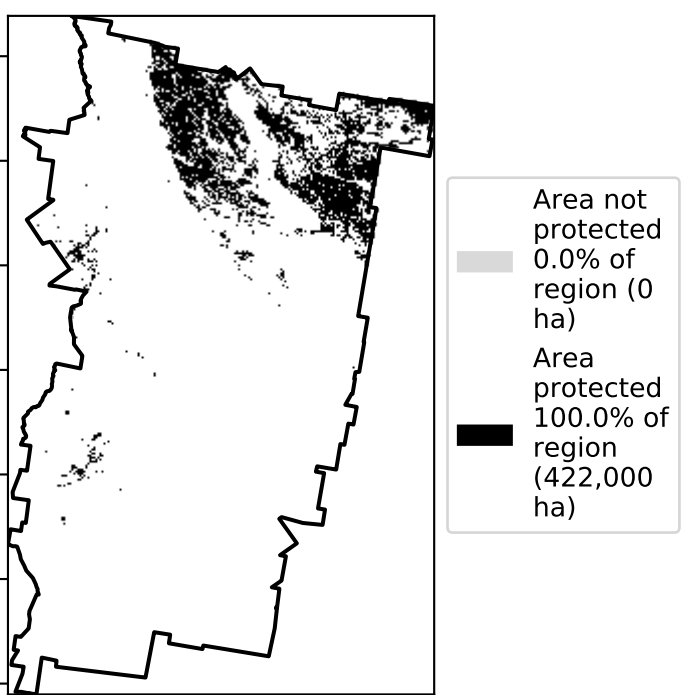 Area not
protected
0.0% of
region (0
ha)
Area
protected
100.0% of
region
(422,000
ha)